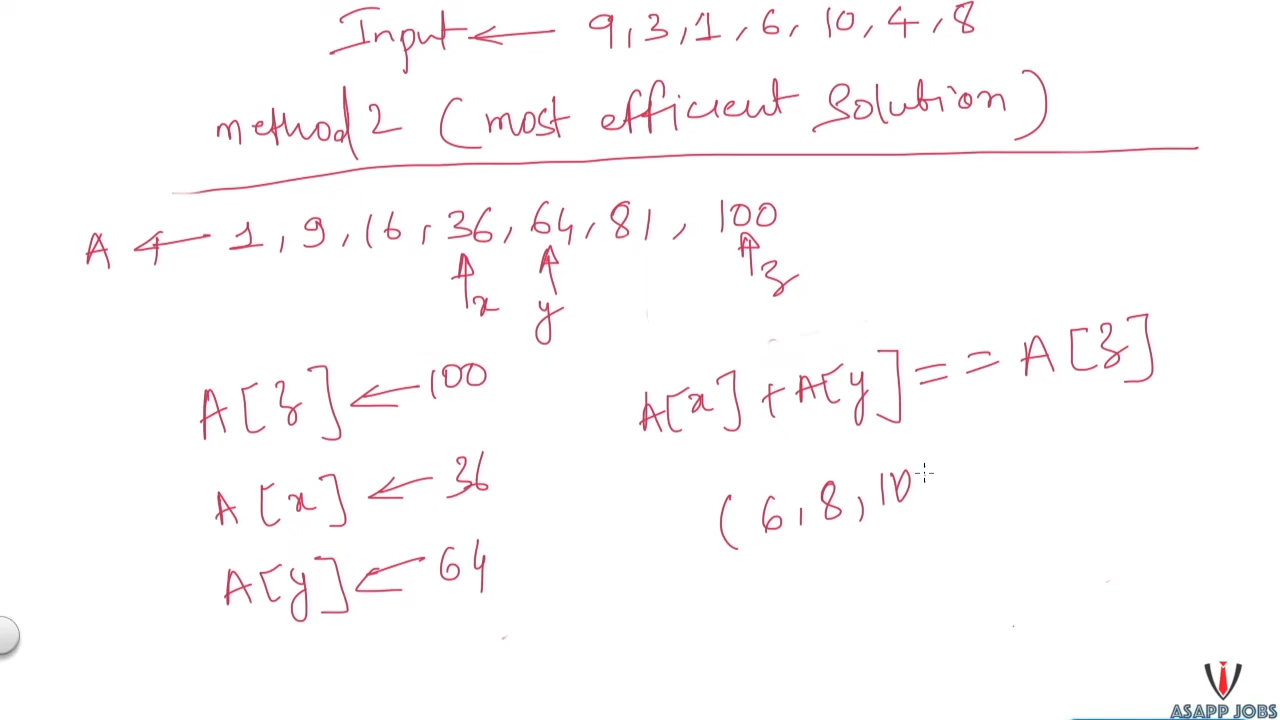 Input ← 9, 3, 1, 6, 10, 4, 8
method 2 (most efficient solution)
A ← 1, 9, 16, 36, 64, 81, 100
x y z
A[z] ← 100
A[x] + A[y] == A[z]
A[x] ← 36
(6, 8, 10
A[y] ← 64
ASAPP JOBS